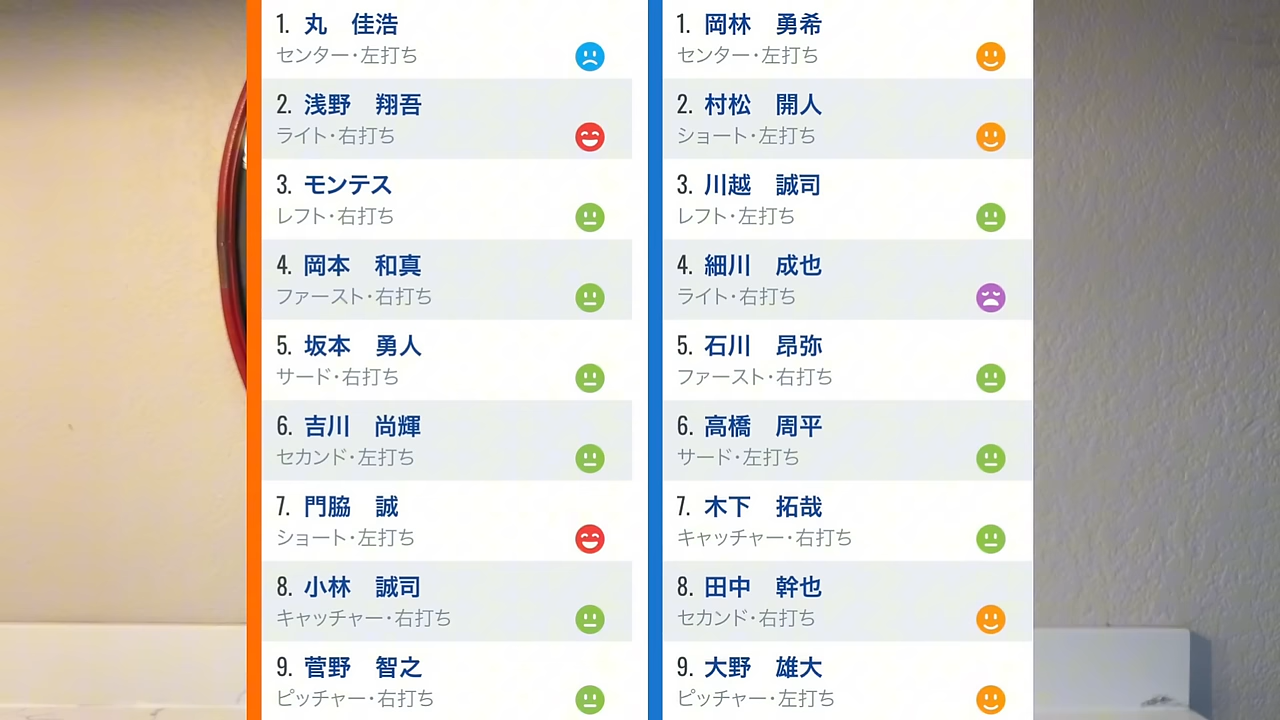 1. 丸　佳浩
センター・左打ち
2. 浅野　翔吾
ライト・右打ち
3. モンテス
レフト・右打ち
4. 岡本　和真
ファースト・右打ち
5. 坂本　勇人
サード・右打ち
6. 吉川　尚輝
セカンド・左打ち
7. 門脇　誠
ショート・左打ち
8. 小林　誠司
キャッチャー・右打ち
9. 菅野　智之
ピッチャー・右打ち
1. 岡林　勇希
センター・左打ち
2. 村松　開人
ショート・左打ち
3. 川越　誠司
レフト・左打ち
4. 細川　成也
ライト・右打ち
5. 石川　昂弥
ファースト・右打ち
6. 高橋　周平
サード・左打ち
7. 木下　拓哉
キャッチャー・右打ち
8. 田中　幹也
セカンド・右打ち
9. 大野　雄大
ピッチャー・左打ち